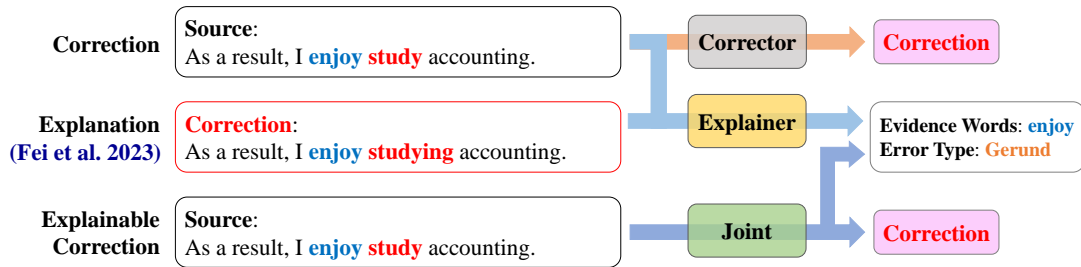 Correction
Source:
As a result, I enjoy study accounting.
Corrector
Correction
Explanation
(Fei et al. 2023)
Correction:
As a result, I enjoy studying accounting.
Explainer
Evidence Words: enjoy
Error Type: Gerund
Explainable
Correction
Source:
As a result, I enjoy study accounting.
Joint
Correction